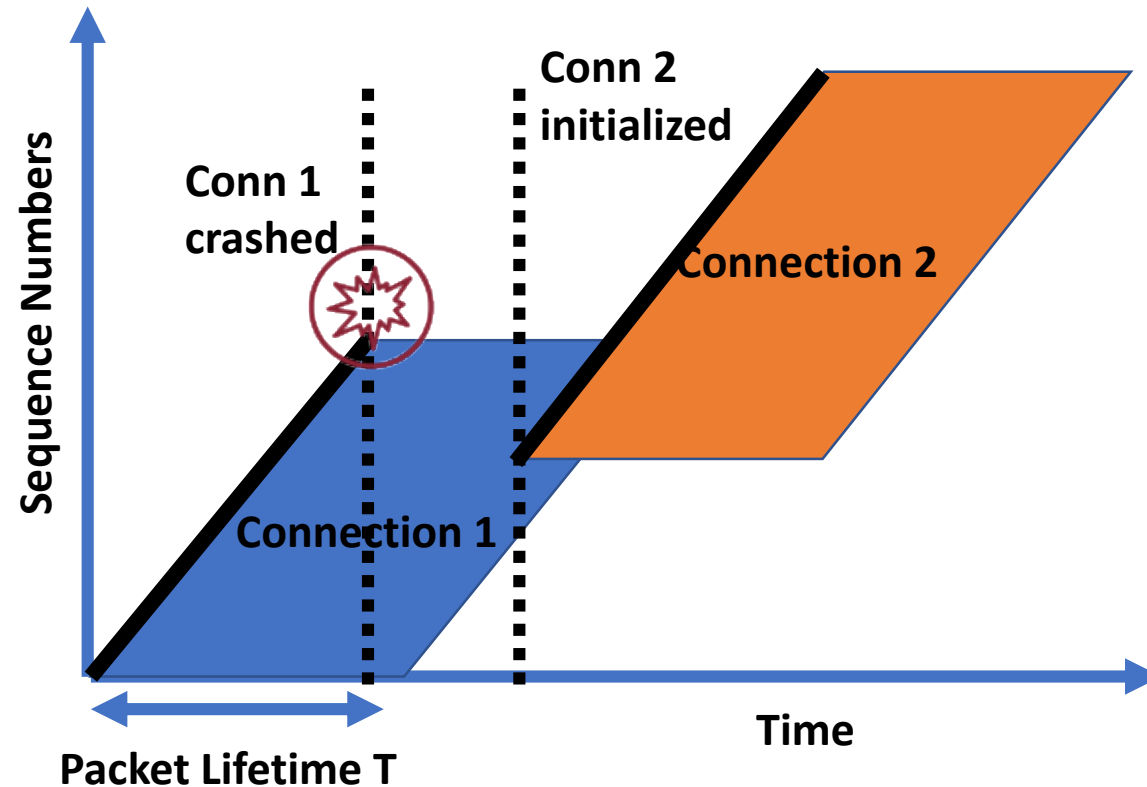 Conn 2
initialized
Conn 1
crashed
Sequence Numbers
Connection 2
Connection 1
Time
Packet Lifetime T